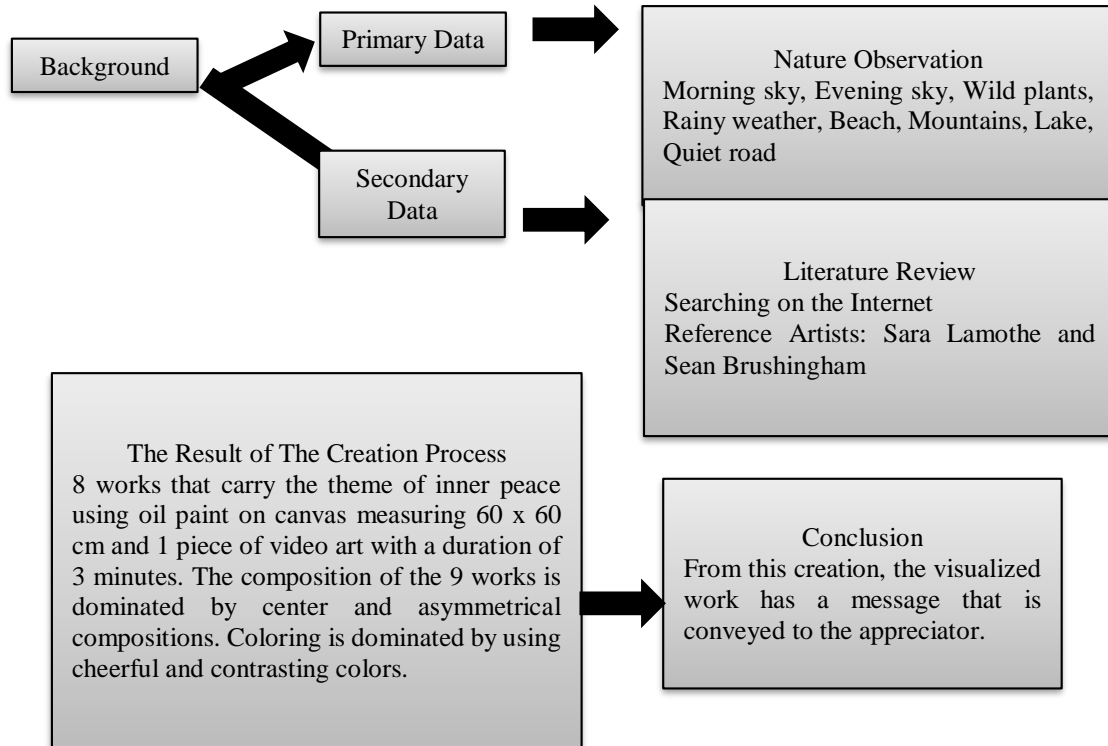 Background
Primary Data
Nature Observation
Morning sky, Evening sky, Wild plants,
Rainy weather, Beach, Mountains, Lake,
Quiet road
Secondary
Data
Literature Review
Searching on the Internet
Reference Artists: Sara Lamothe and
Sean Brushingham
The Result of The Creation Process
8 works that carry the theme of inner peace
using oil paint on canvas measuring 60 x 60
cm and 1 piece of video art with a duration of
3 minutes. The composition of the 9 works is
dominated by center and asymmetrical
compositions. Coloring is dominated by using
cheerful and contrasting colors.
Conclusion
From this creation, the visualized
work has a message that is
conveyed to the appreciator.